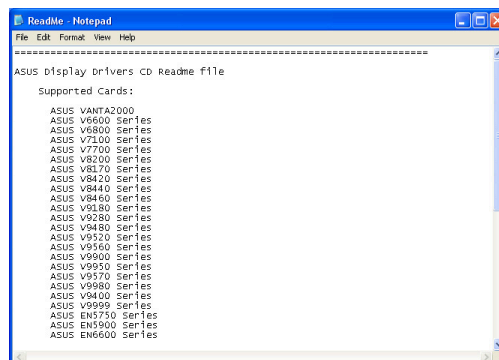 ReadMe - Notepad
File Edit Format View Help
=====================================================================
ASUS Display Drivers CD Readme file
Supported Cards:
ASUS VANTA2000
ASUS V6600 Series
ASUS V6800 Series
ASUS V7100 Series
ASUS V7700 Series
ASUS V8200 Series
ASUS V8170 Series
ASUS V8420 Series
ASUS V8440 Series
ASUS V8460 Series
ASUS V9180 Series
ASUS V9280 Series
ASUS V9480 Series
ASUS V9520 Series
ASUS V9560 Series
ASUS V9900 Series
ASUS V9950 Series
ASUS V9570 Series
ASUS V9980 Series
ASUS V9400 Series
ASUS V9999 Series
ASUS EN5750 Series
ASUS EN5900 Series
ASUS EN6600 Series